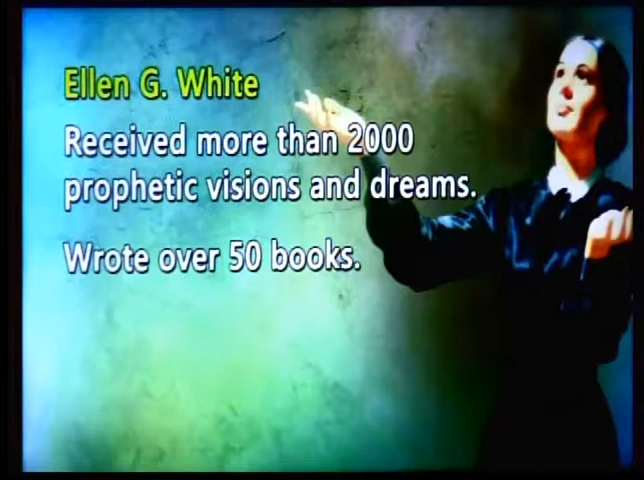 Ellen G. White
Received more than 2000
prophetic visions and dreams.
Wrote over 50 books.